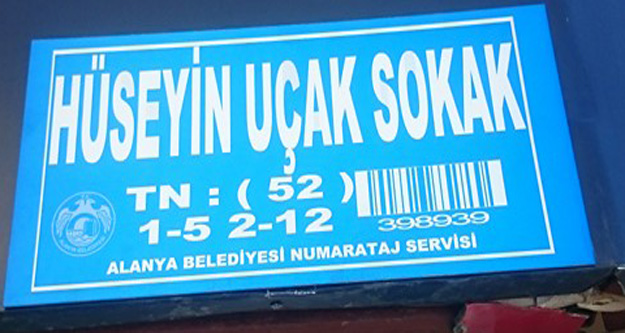 HÜSEYİN UÇAK SOKAK
TN : ( 52 )
1-5 2-12
398939
ALANYA BELEDİYESİ NUMARATAJ SERVİSİ